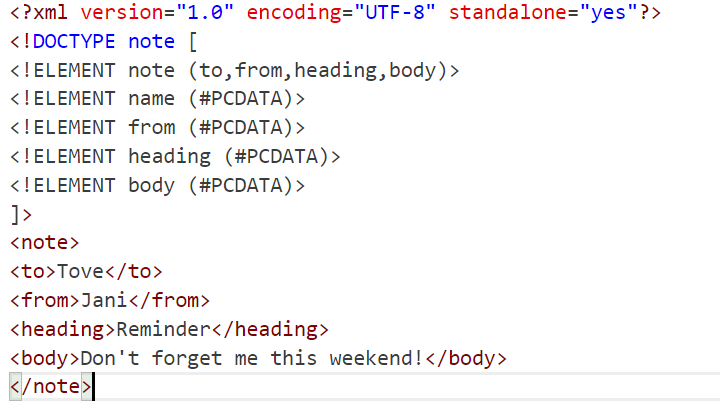 <?xml version="1.0" encoding="UTF-8" standalone="yes"?>
<!DOCTYPE note [
<!ELEMENT note (to,from,heading,body)>
<!ELEMENT name (#PCDATA)>
<!ELEMENT from (#PCDATA)>
<!ELEMENT heading (#PCDATA)>
<!ELEMENT body (#PCDATA)>
]>
<note>
<to>Tove</to>
<from>Jani</from>
<heading>Reminder</heading>
<body>Don't forget me this weekend!</body>
</note>